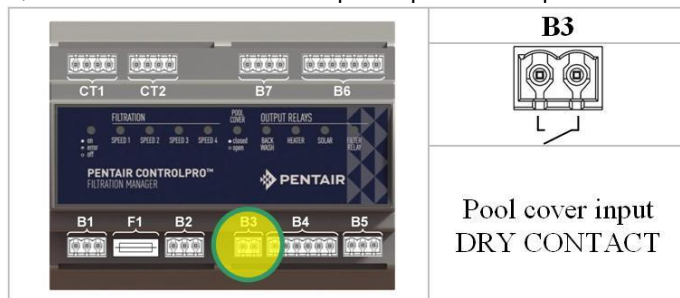 B3
CT1 CT2 B7 B6
FILTRATION POOL COVER OUTPUT RELAYS
on SPEED 1 SPEED 2 SPEED 3 SPEED 4 closed BACK WASH HEATER SOLAR FILTER RELAY
error open
off
PENTAIR CONTROLPRO™
FILTRATION MANAGER
PENTAIR
B1 F1 B2 B3 B4 B5
Pool cover input
DRY CONTACT